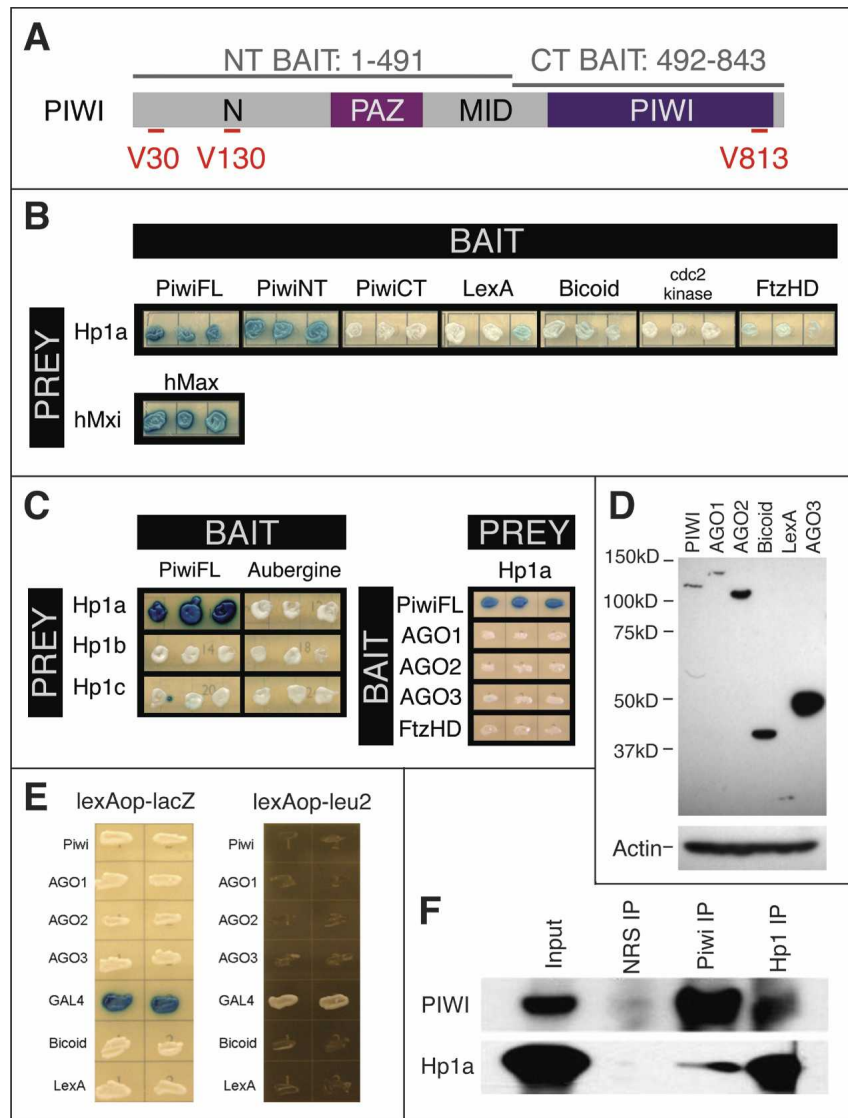 A
NT BAIT: 1-491
CT BAIT: 492-843
PIWI N PAZ MID PIWI
V30 V130 V813
B
BAIT
PiwiFL PiwiNT PiwiCT LexA Bicoid cdc2 kinase FtzHD
PREY
Hp1a
hMax
hMxi
C
BAIT
PiwiFL Aubergine
PREY
Hp1a
Hp1b 14 18
Hp1c 20
PREY
Hp1a
BAIT
PiwiFL
AGO1
AGO2
AGO3
FtzHD
D
PIWI AGO1 AGO2 Bicoid LexA AGO3
150kD
100kD
75kD
50kD
37kD
Actin
E
lexAop-lacZ lexAop-leu2
Piwi Piwi
AGO1 AGO1
AGO2 AGO2
AGO3 AGO3
GAL4 GAL4
Bicoid Bicoid
LexA LexA
F
Input NRS IP Piwi IP Hp1 IP
PIWI
Hp1a